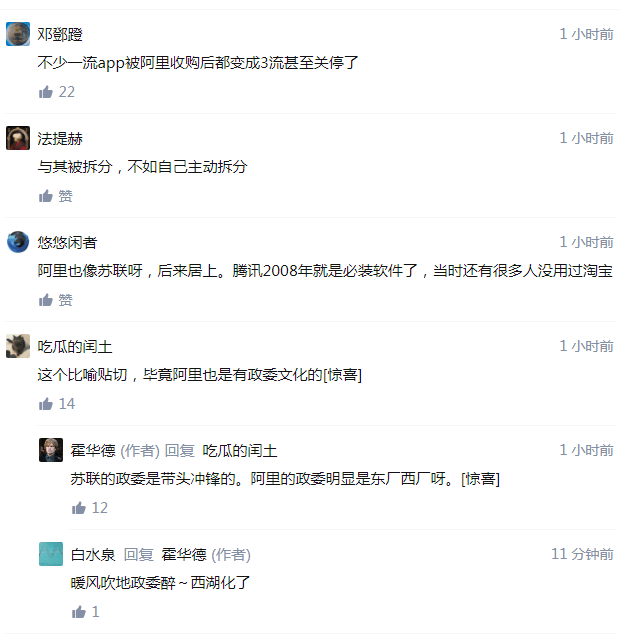 邓鄧蹬 1 小时前
不少一流app被阿里收购后都变成3流甚至关停了
22
法提赫 1 小时前
与其被拆分，不如自己主动拆分
赞
悠悠闲者 1 小时前
阿里也像苏联呀，后来居上。腾讯2008年就是必装软件了，当时还有很多人没用过淘宝
赞
吃瓜的闰土 1 小时前
这个比喻贴切，毕竟阿里也是有政委文化的[惊喜]
14
霍华德 (作者) 回复 吃瓜的闰土 1 小时前
苏联的政委是带头冲锋的。阿里的政委明显是东厂西厂呀。[惊喜]
12
白水泉 回复 霍华德 (作者) 11 分钟前
暖风吹地政委醉～西湖化了
1